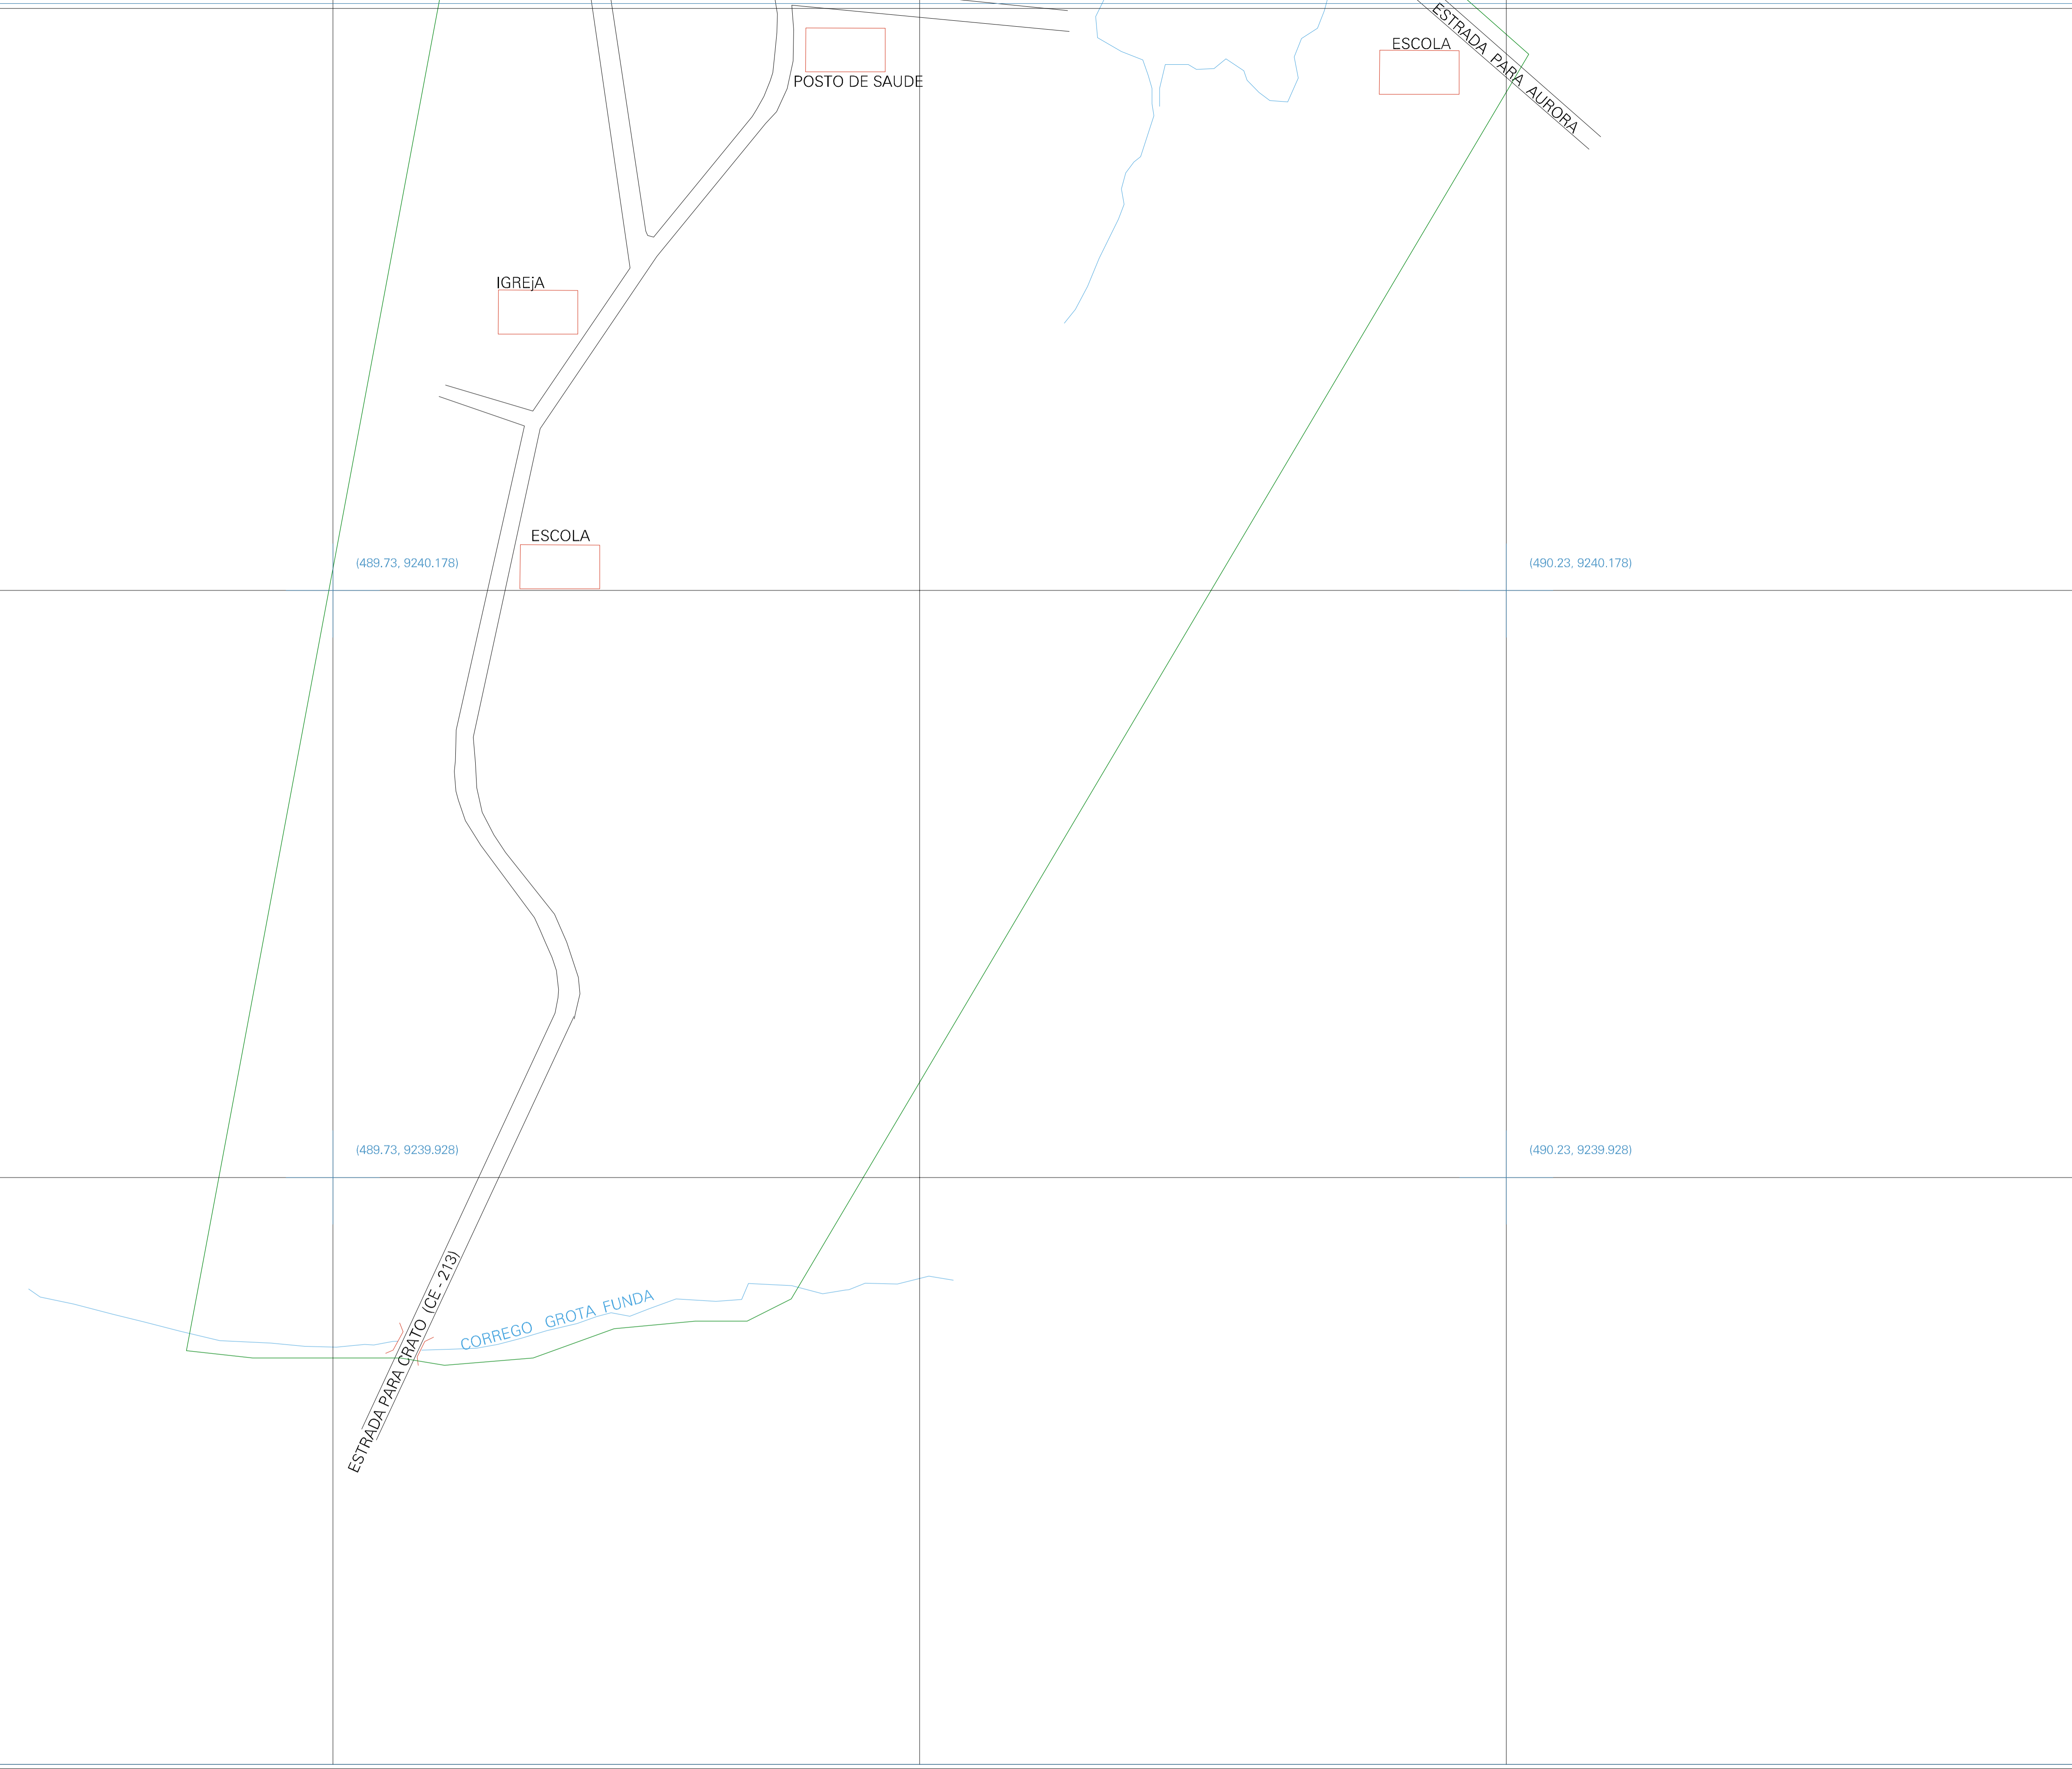 ESTRADA PARA AURORA
ESCOLA
POSTO DE SAUDE
IGREjA
ESCOLA
(489.73, 9240.178)
(490.23, 9240.178)
(489.73, 9239.928)
(490.23, 9239.928)
CORREGO GROTA FUNDA
ESTRADA PARA CRATO (CE - 213)